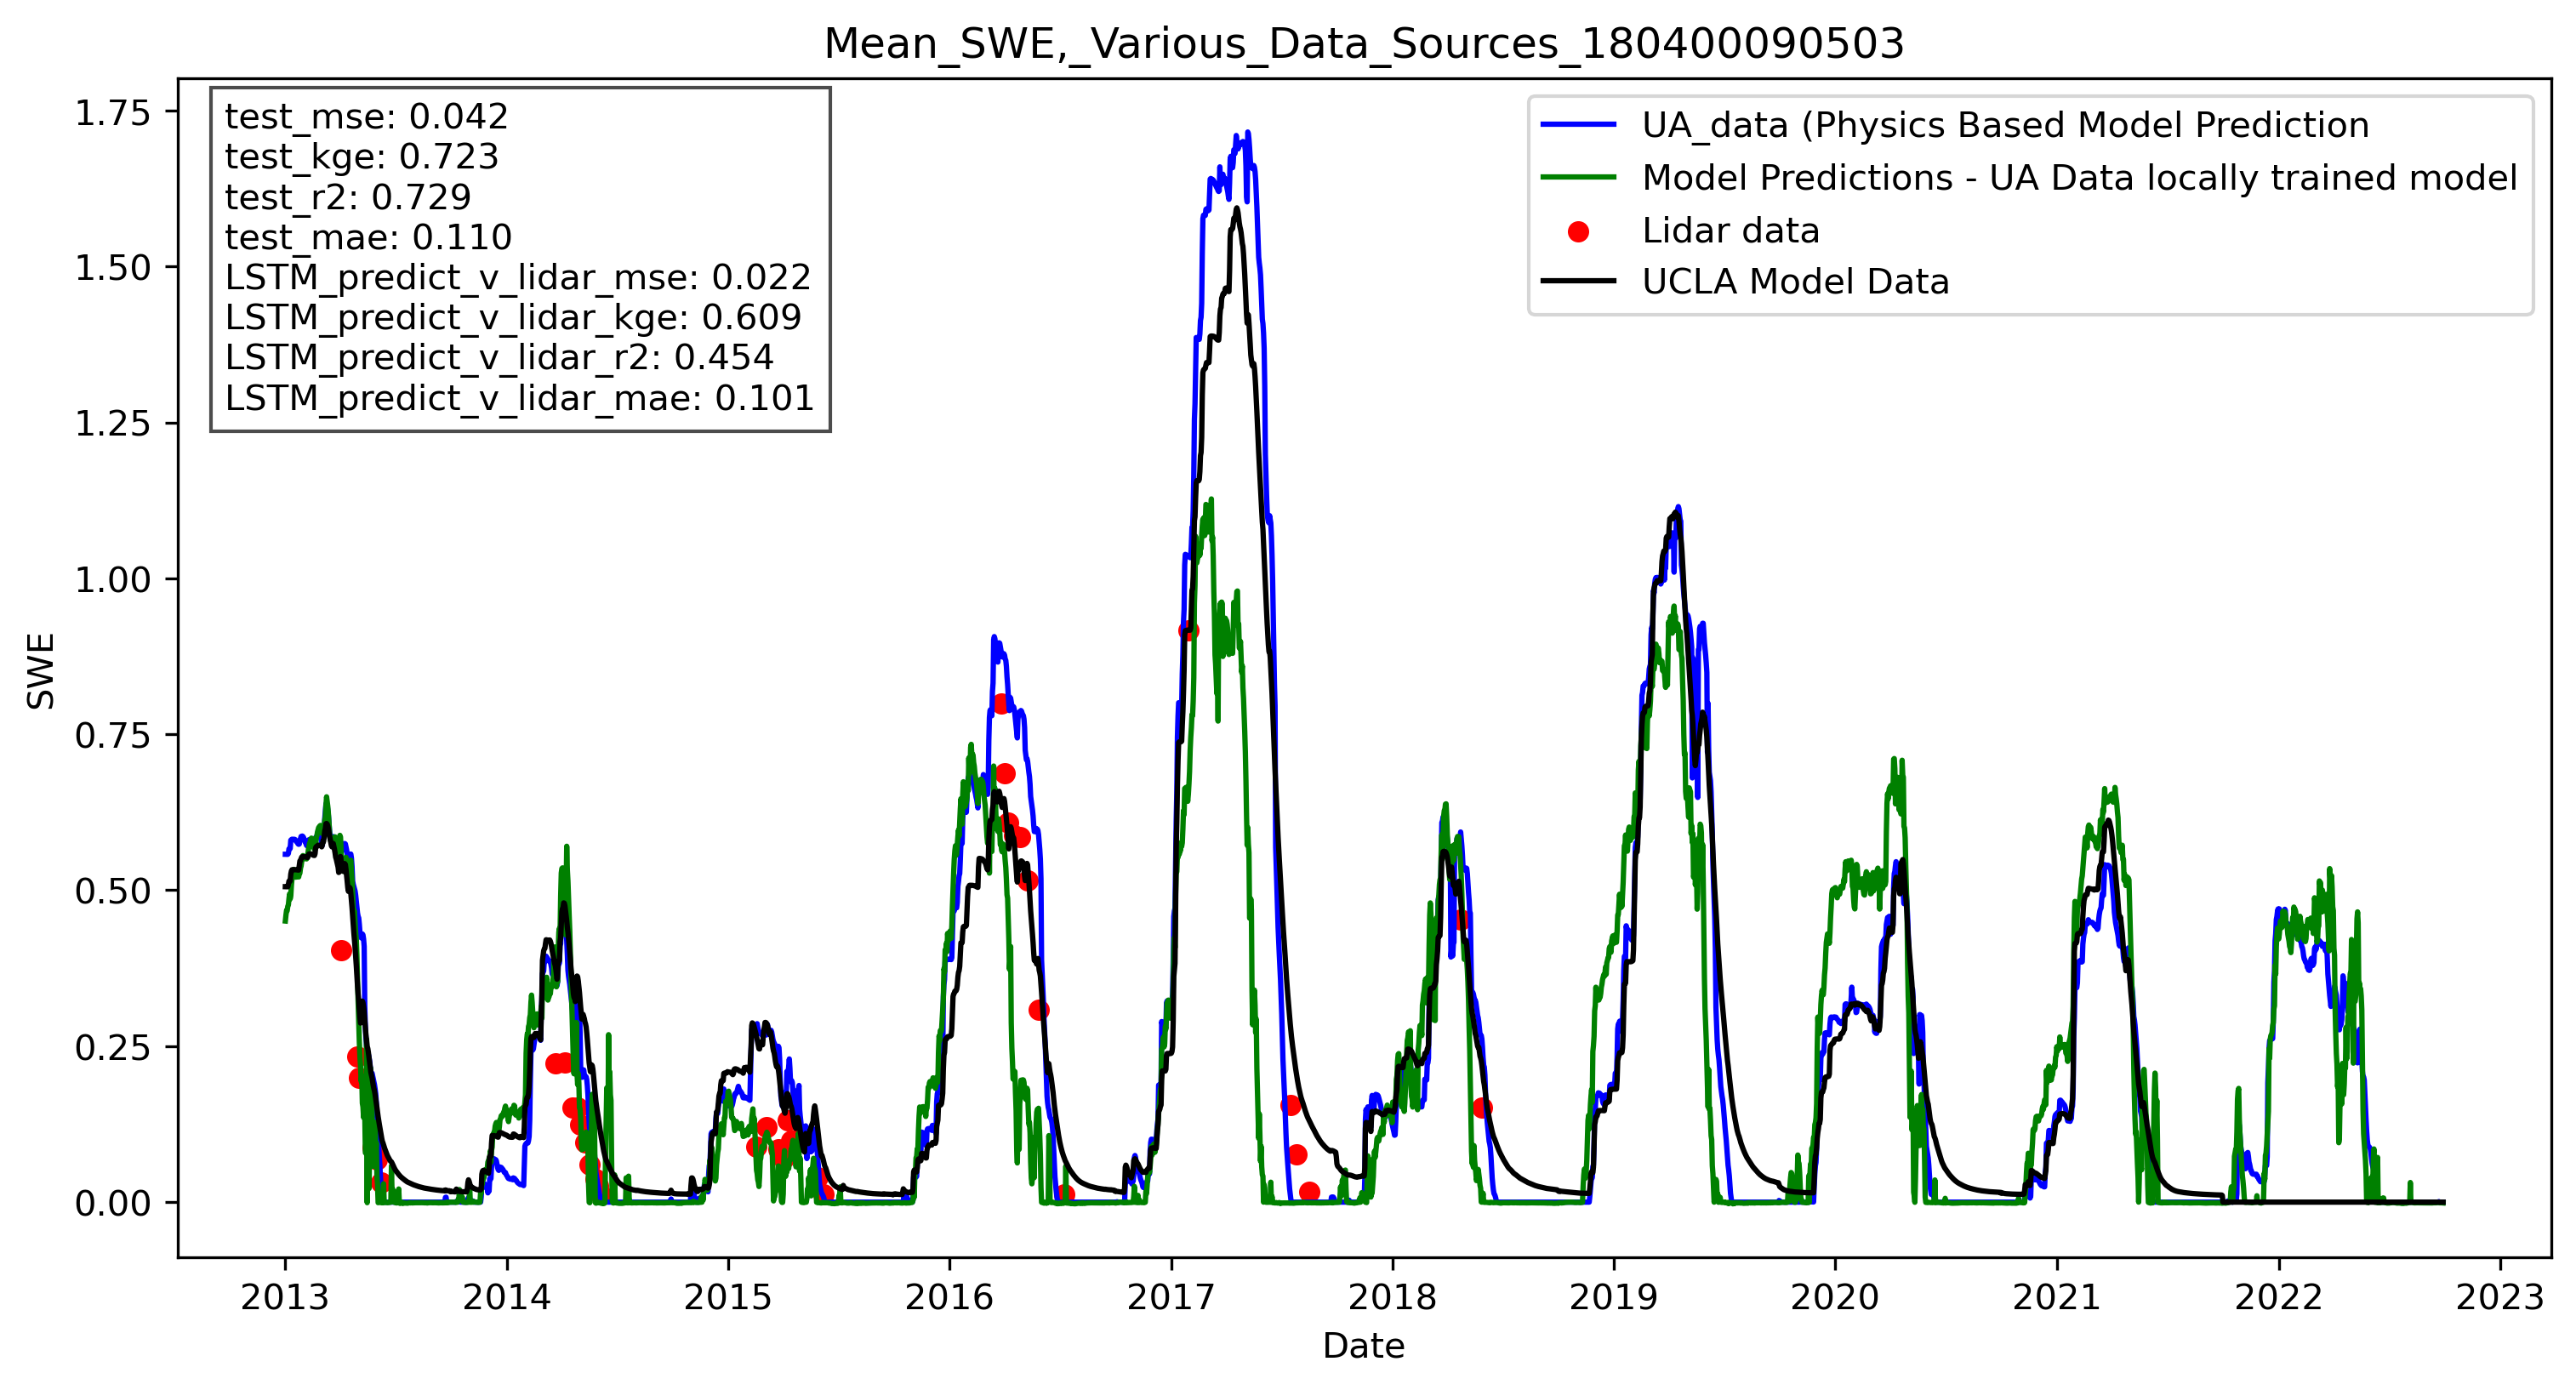 Mean_SWE,_Various_Data_Sources_180400090503
test_mse: 0.042
test_kge: 0.723
test_r2: 0.729
test_mae: 0.110
LSTM_predict_v_lidar_mse: 0.022
LSTM_predict_v_lidar_kge: 0.609
LSTM_predict_v_lidar_r2: 0.454
LSTM_predict_v_lidar_mae: 0.101
UA_data (Physics Based Model Prediction
Model Predictions - UA Data locally trained model
Lidar data
UCLA Model Data
1.75
1.50
1.25
1.00
0.75
0.50
0.25
0.00
SWE
2013 2014 2015 2016 2017 2018 2019 2020 2021 2022 2023
Date